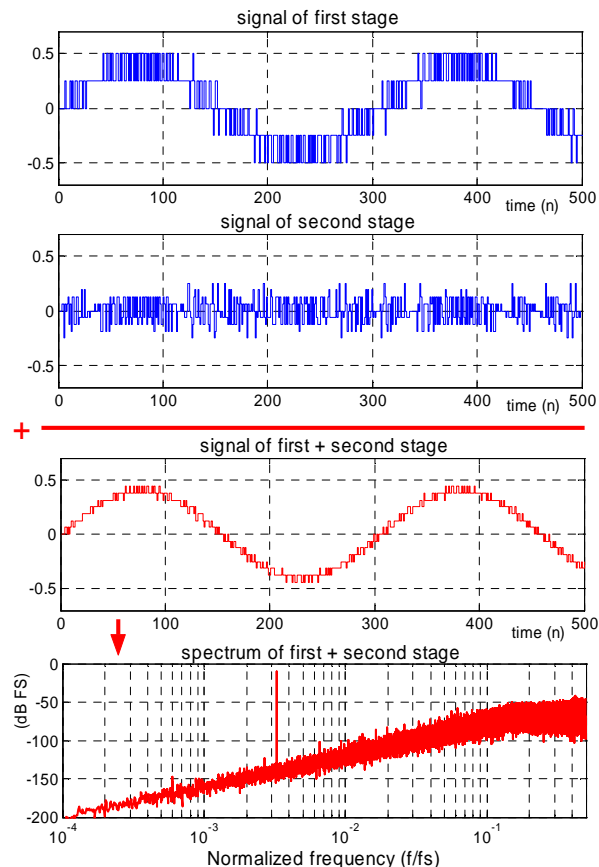 signal of first stage
0.5
0
-0.5
0 100 200 300 400 500
time (n)
signal of second stage
0.5
0
-0.5
0 100 200 300 400 500
time (n)
+
signal of first + second stage
0.5
0
-0.5
0 100 200 300 400 500
time (n)
spectrum of first + second stage
(dB FS)
0
-50
-100
-150
-200
10-4 10-3 10-2 10-1
Normalized frequency (f/fs)